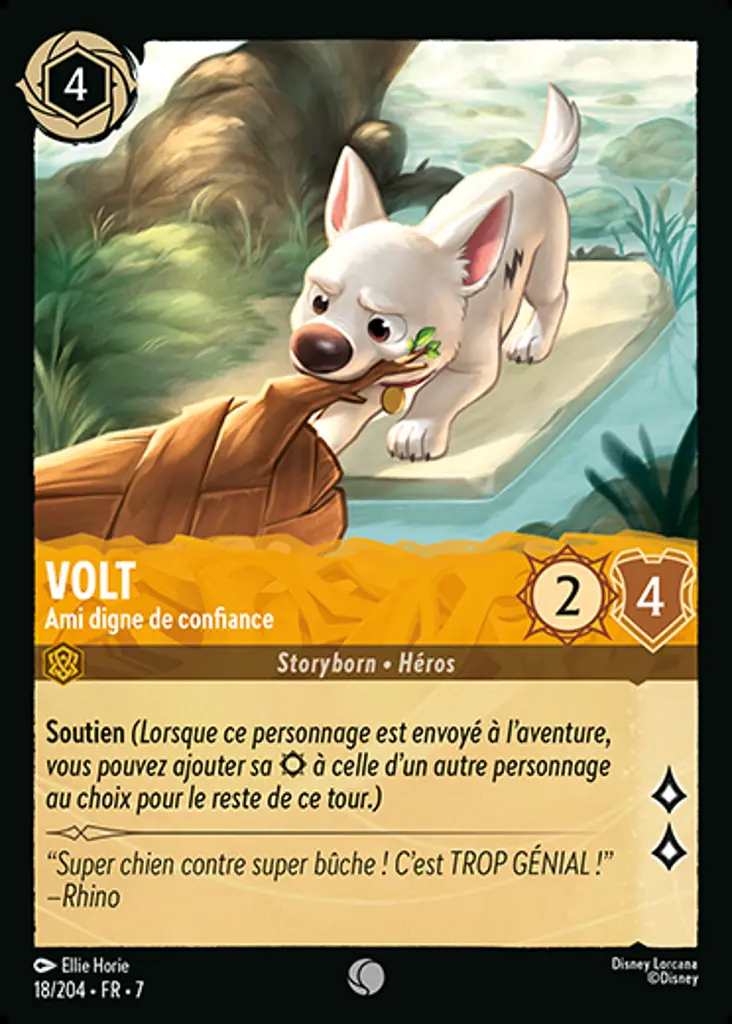 4
VOLT
Ami digne de confiance
2
4
Storyborn • Héros
Soutien (Lorsque ce personnage est envoyé à l’aventure,
vous pouvez ajouter sa à celle d’un autre personnage
au choix pour le reste de ce tour.)
“Super chien contre super bûche ! C’est TROP GÉNIAL !”
–Rhino
Ellie Horie
18/204 • FR • 7
Disney Lorcana
©Disney